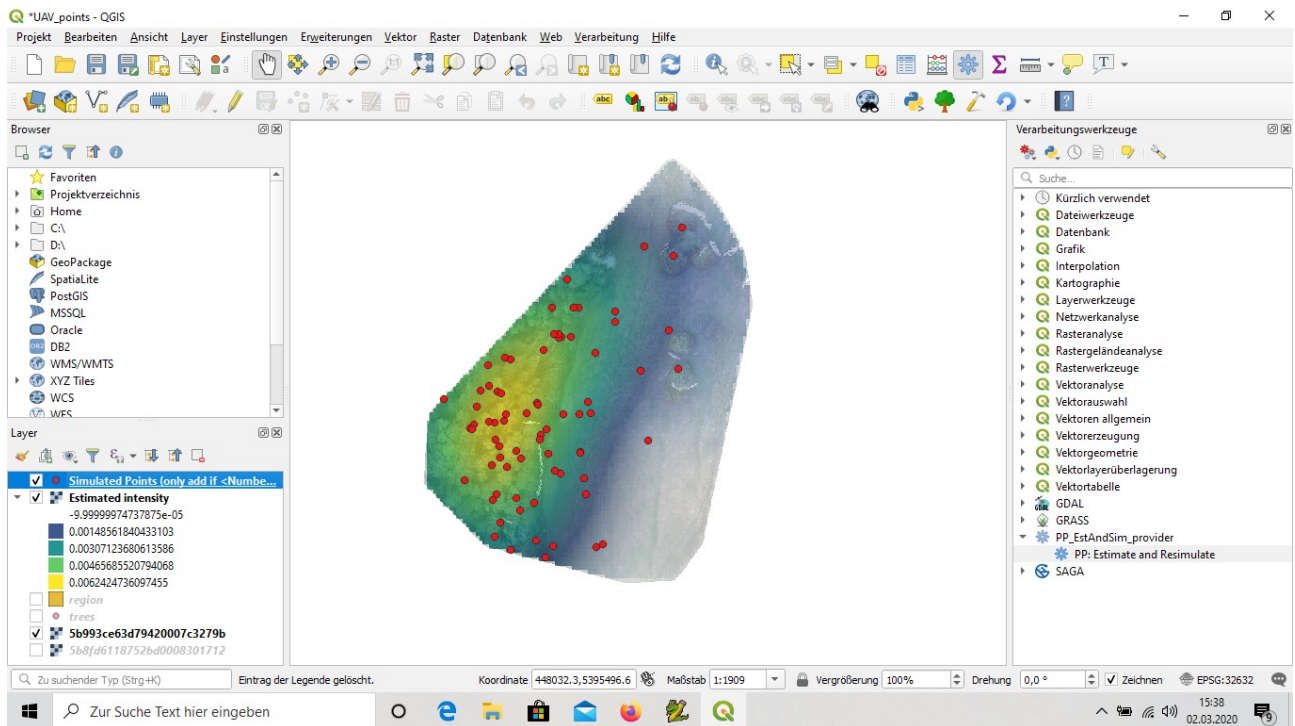 *UAV_points - QGIS
Projekt Bearbeiten Ansicht Layer Einstellungen Erweiterungen Vektor Raster Datenbank Web Verarbeitung Hilfe
Browser
Favoriten
Projektverzeichnis
Home
C:\
D:\
GeoPackage
SpatiaLite
PostGIS
MSSQL
Oracle
DB2
WMS/WMTS
XYZ Tiles
WCS
WFS
Layer
Simulated Points (only add if <Numbe...
Estimated intensity
-9.99999974737875e-05
0.00148561840433103
0.00307123680613586
0.00465685520794068
0.0062424736097455
region
trees
5b993ce63d79420007c3279b
5b8fd6118752bd0008301712
Verarbeitungswerkzeuge
Suche...
Kürzlich verwendet
Dateiwerkzeuge
Datenbank
Grafik
Interpolation
Kartographie
Layerwerkzeuge
Netzwerkanalyse
Rasteranalyse
Rastergeländeanalyse
Rasterwerkzeuge
Vektoranalyse
Vektorauswahl
Vektoren allgemein
Vektorerzeugung
Vektorgeometrie
Vektorlayerüberlagerung
Vektortabelle
GDAL
GRASS
PP_EstAndSim_provider
PP: Estimate and Resimulate
SAGA
Zu suchender Typ (Strg+K) Eintrag der Legende gelöscht. Koordinate 448032.3,5395496.6 Maßstab 1:1909 Vergrößerung 100% Drehung 0,0 ° Zeichnen EPSG:32632
Zur Suche Text hier eingeben
15:38
02.03.2020